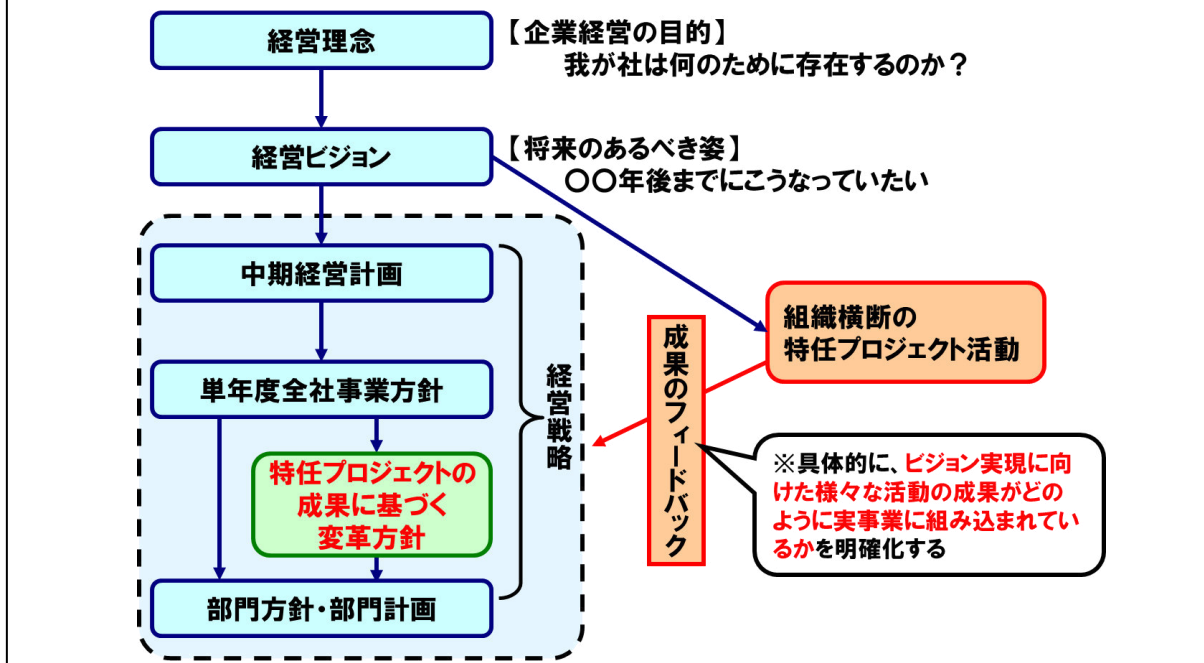 経営理念
【企業経営の目的】
我が社は何のために存在するのか？
経営ビジョン
【将来のあるべき姿】
〇〇年後までにこうなっていたい
中期経営計画
単年度全社事業方針
特任プロジェクトの
成果に基づく
変革方針
部門方針・部門計画
経営戦略
成果のフィードバック
組織横断の
特任プロジェクト活動
※具体的に、ビジョン実現に向
けた様々な活動の成果がどの
ように実事業に組み込まれてい
るかを明確化する